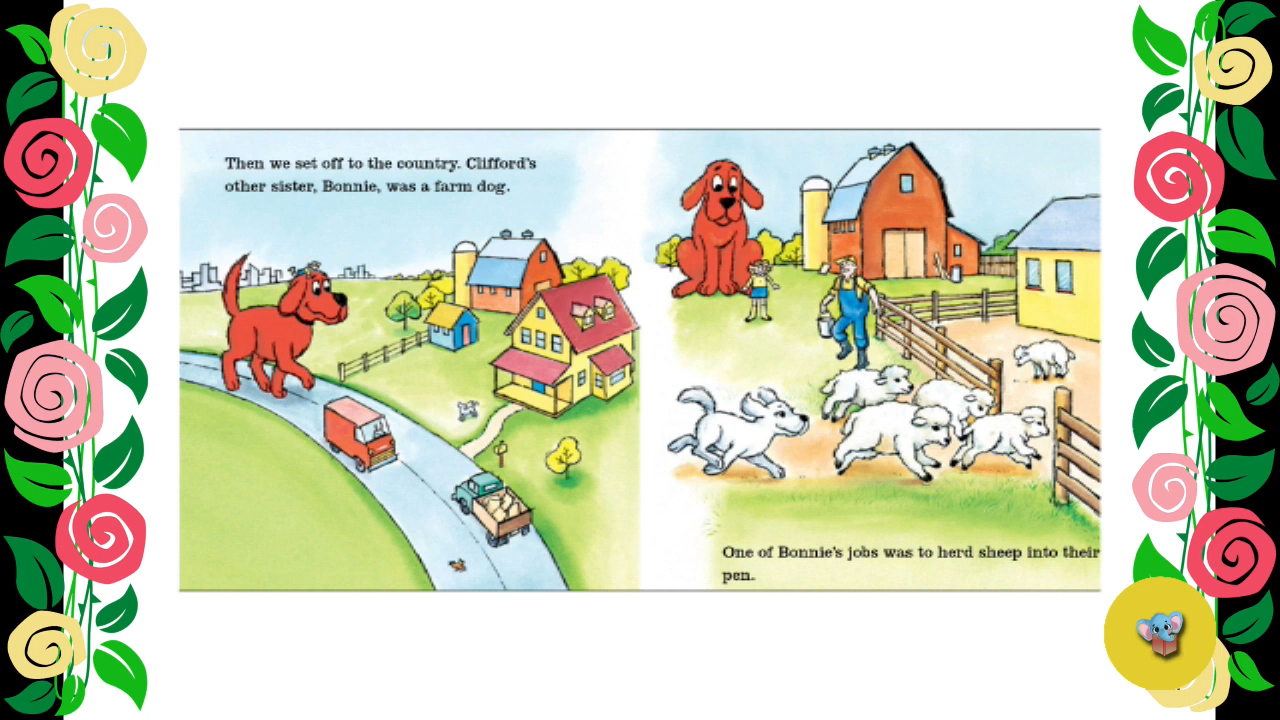 Then we set off to the country. Clifford's
other sister, Bonnie, was a farm dog.
One of Bonnie's jobs was to herd sheep into their
pen.